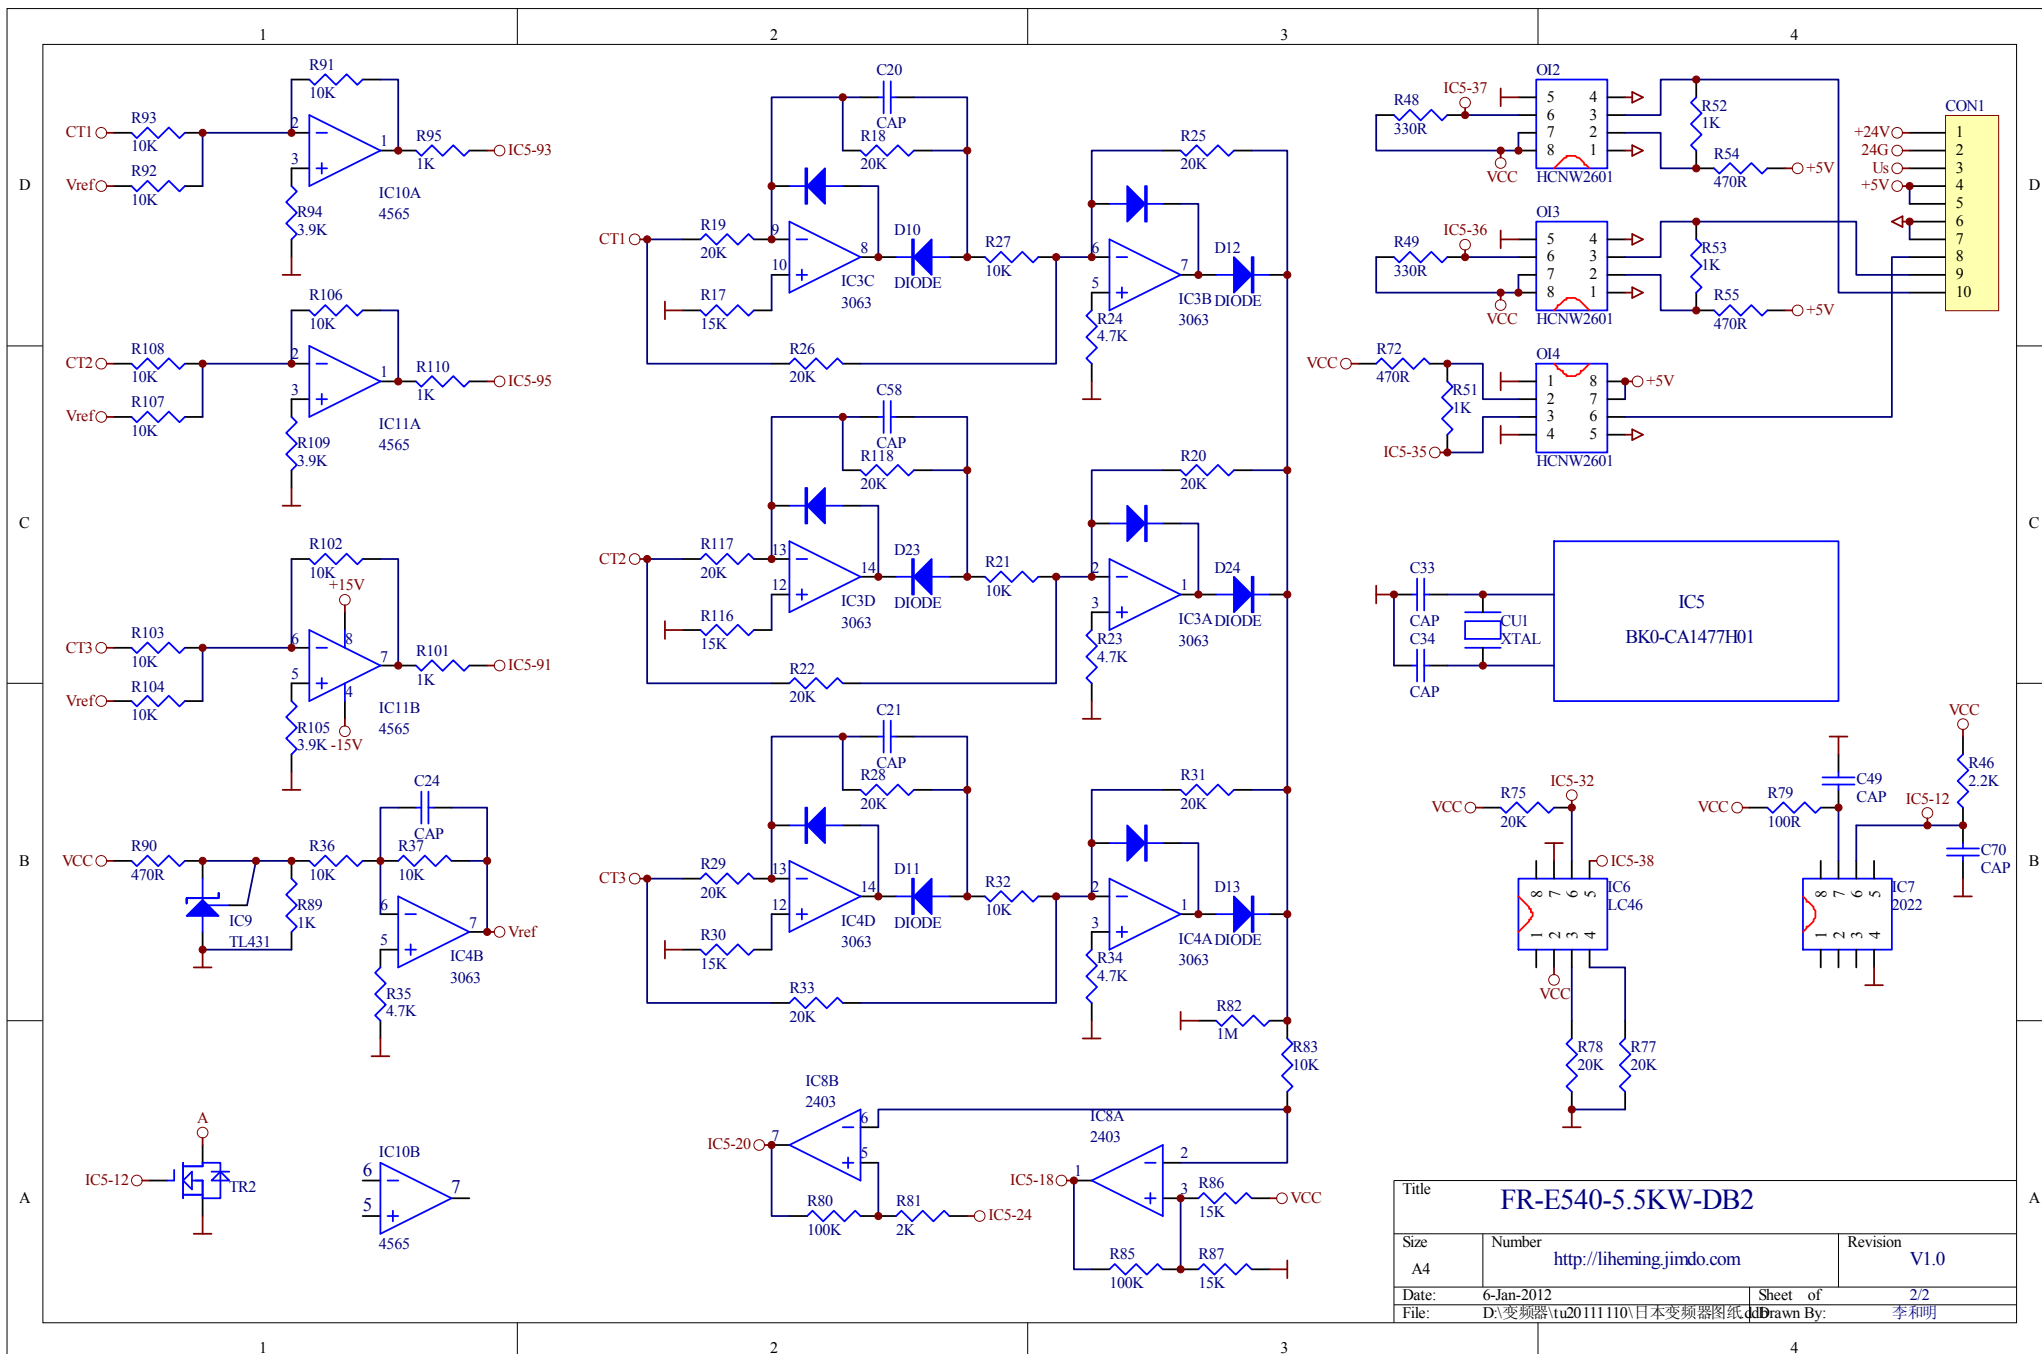 1
2
3
4
D
C
B
A
R91
10K
CT1
R93
10K
Vref
R92
10K
2
3
1
R95
1K
IC5-93
IC10A
4565
R94
3.9K
R106
10K
CT2
R108
10K
Vref
R107
10K
2
3
1
R110
1K
IC5-95
IC11A
4565
R109
3.9K
R102
10K
+15V
8
CT3
R103
10K
Vref
R104
10K
6
5
7
4
R101
1K
IC5-91
IC11B
4565
R105
3.9K
-15V
C24
CAP
VCC
R90
470R
R36
10K
R37
10K
IC9
TL431
R89
1K
6
5
7
Vref
IC4B
3063
R35
4.7K
A
IC5-12
TR2
IC10B
6
5
7
4565
C20
CAP
R18
20K
CT1
R19
20K
9
10
8
IC3C
3063
D10
DIODE
R17
15K
R27
10K
R26
20K
R25
20K
6
5
7
IC3B
3063
D12
DIODE
R24
4.7K
C58
CAP
R118
20K
CT2
R117
20K
13
12
14
IC3D
3063
D23
DIODE
R116
15K
R21
10K
R22
20K
R20
20K
2
3
1
IC3A
3063
D24
DIODE
R23
4.7K
C21
CAP
R28
20K
CT3
R29
20K
13
12
14
IC4D
3063
D11
DIODE
R30
15K
R32
10K
R33
20K
R31
20K
2
3
1
IC4A
3063
D13
DIODE
R34
4.7K
R82
1M
R83
10K
IC8B
2403
IC5-20
7
6
5
R80
100K
R81
2K
IC5-24
IC8A
2403
IC5-18
1
2
3
R86
15K
VCC
R85
100K
R87
15K
OI2
IC5-37
R48
330R
VCC
5
6
7
8
4
3
2
1
HCNW2601
R52
1K
R54
470R
+5V
OI3
IC5-36
R49
330R
VCC
5
6
7
8
4
3
2
1
HCNW2601
R53
1K
R55
470R
+5V
CON1
+24V
24G
Us
+5V
1
2
3
4
5
6
7
8
9
10
OI4
VCC
R72
470R
R51
1K
IC5-35
1
2
3
4
8
7
6
5
+5V
HCNW2601
C33
CAP
C34
CAP
CU1
XTAL
IC5
BK0-CA1477H01
VCC
R75
20K
IC5-32
IC5-38
8
7
6
5
1
2
3
4
IC6
LC46
VCC
R78
20K
R77
20K
VCC
R79
100R
C49
CAP
IC5-12
VCC
R46
2.2K
C70
CAP
8
7
6
5
1
2
3
4
IC7
2022
Title
FR-E540-5.5KW-DB2
Size
A4
Number
http://liheming.jimdo.com
Revision
V1.0
Date:
6-Jan-2012
Sheet of
2/2
File:
D:\变频器\tu20111110\日本变频器图纸.ddb
Drawn By:
李和明
D
C
B
A
1
2
3
4